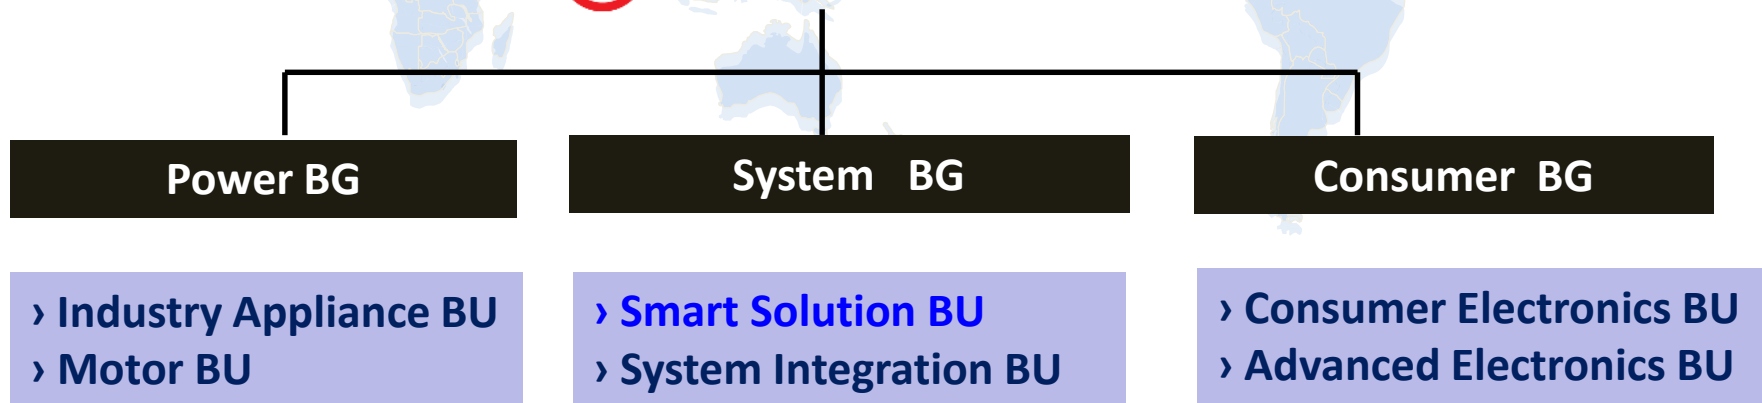 Power BG
System BG
Consumer BG
› Industry Appliance BU
› Motor BU
› Smart Solution BU
› System Integration BU
› Consumer Electronics BU
› Advanced Electronics BU